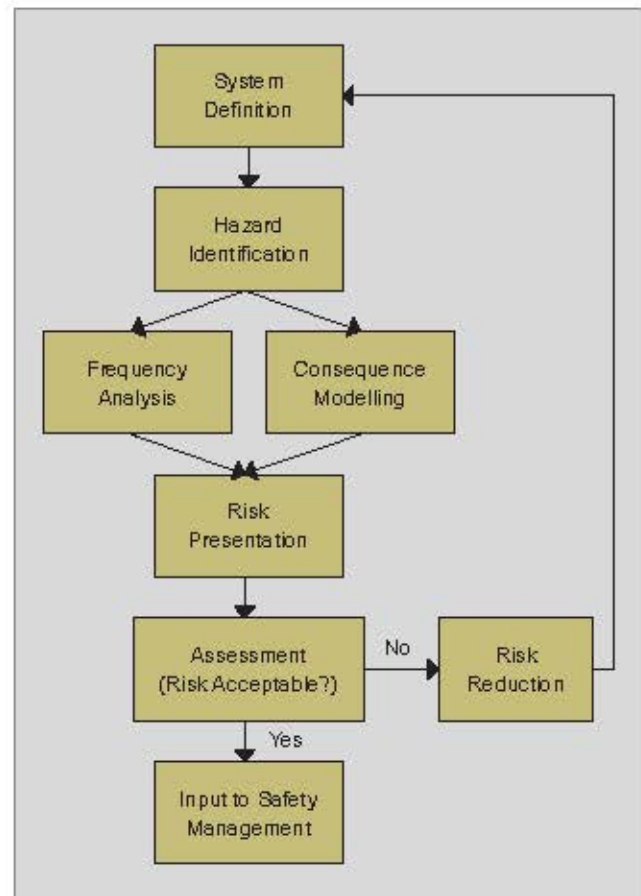 System
Definition
Hazard
Identification
Frequency
Analysis
Consequence
Modelling
Risk
Presentation
Assessment
(Risk Acceptable?)
No
Risk
Reduction
Yes
Input to Safety
Management